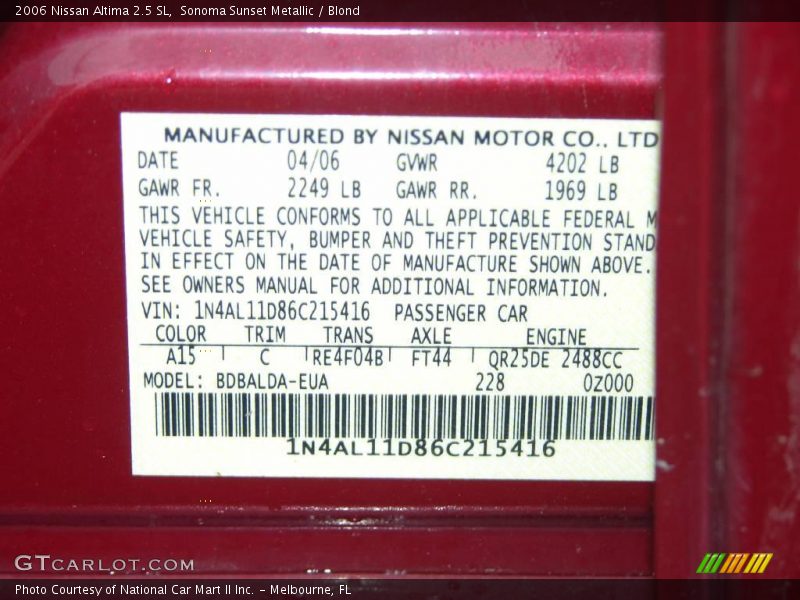 2006 Nissan Altima 2.5 SL, Sonoma Sunset Metallic / Blond
MANUFACTURED BY NISSAN MOTOR CO., LTD
DATE 04/06 GVWR 4202 LB
GAWR FR. 2249 LB GAWR RR. 1969 LB
THIS VEHICLE CONFORMS TO ALL APPLICABLE FEDERAL M
VEHICLE SAFETY, BUMPER AND THEFT PREVENTION STAND
IN EFFECT ON THE DATE OF MANUFACTURE SHOWN ABOVE.
SEE OWNERS MANUAL FOR ADDITIONAL INFORMATION.
VIN: 1N4AL11D86C215416 PASSENGER CAR
COLOR TRIM TRANS AXLE ENGINE
A15 C RE4F04B FT44 QR25DE 2488CC
MODEL: BDBALDA-EUA 228 0Z000
1N4AL11D86C215416
GTCARLOT.COM
Photo Courtesy of National Car Mart II Inc. - Melbourne, FL